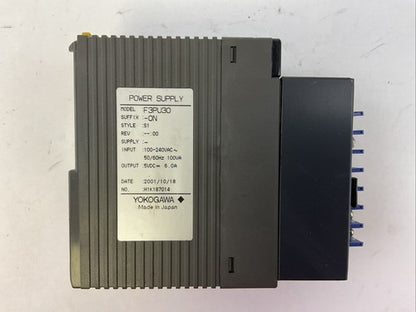 POWER SUPPLY
MODEL :F3PU30
SUFFIX :-0N
STYLE :S1
REV :--:00
SUPPLY :-
INPUT :100-240VAC~
50/60Hz 100VA
OUTPUT :5VDC⎓ 6.0A
DATE :2001/10/18
NO. :H1K187014
YOKOGAWA ◆
Made in Japan